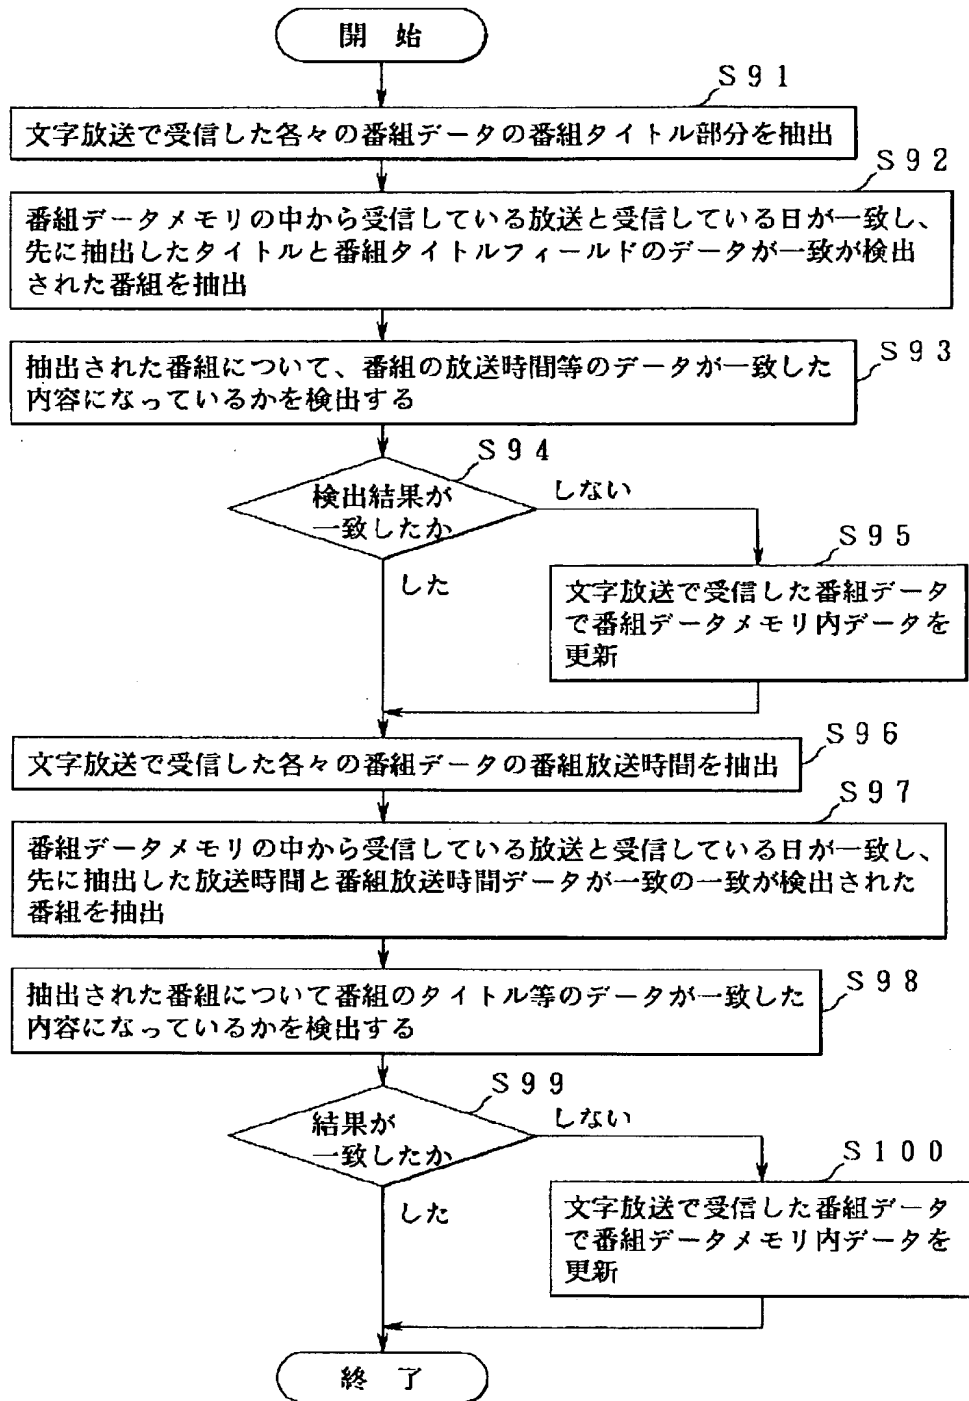 開　始
S91
文字放送で受信した各々の番組データの番組タイトル部分を抽出
S92
番組データメモリの中から受信している放送と受信している日が一致し、
先に抽出したタイトルと番組タイトルフィールドのデータが一致が検出
された番組を抽出
S93
抽出された番組について、番組の放送時間等のデータが一致した
内容になっているかを検出する
S94
検出結果が
一致したか
しない
した
S95
文字放送で受信した番組データ
で番組データメモリ内データを
更新
S96
文字放送で受信した各々の番組データの番組放送時間を抽出
S97
番組データメモリの中から受信している放送と受信している日が一致し、
先に抽出した放送時間と番組放送時間データが一致の一致が検出された
番組を抽出
S98
抽出された番組について番組のタイトル等のデータが一致した
内容になっているかを検出する
S99
結果が
一致したか
しない
した
S100
文字放送で受信した番組データ
で番組データメモリ内データを
更新
終　了